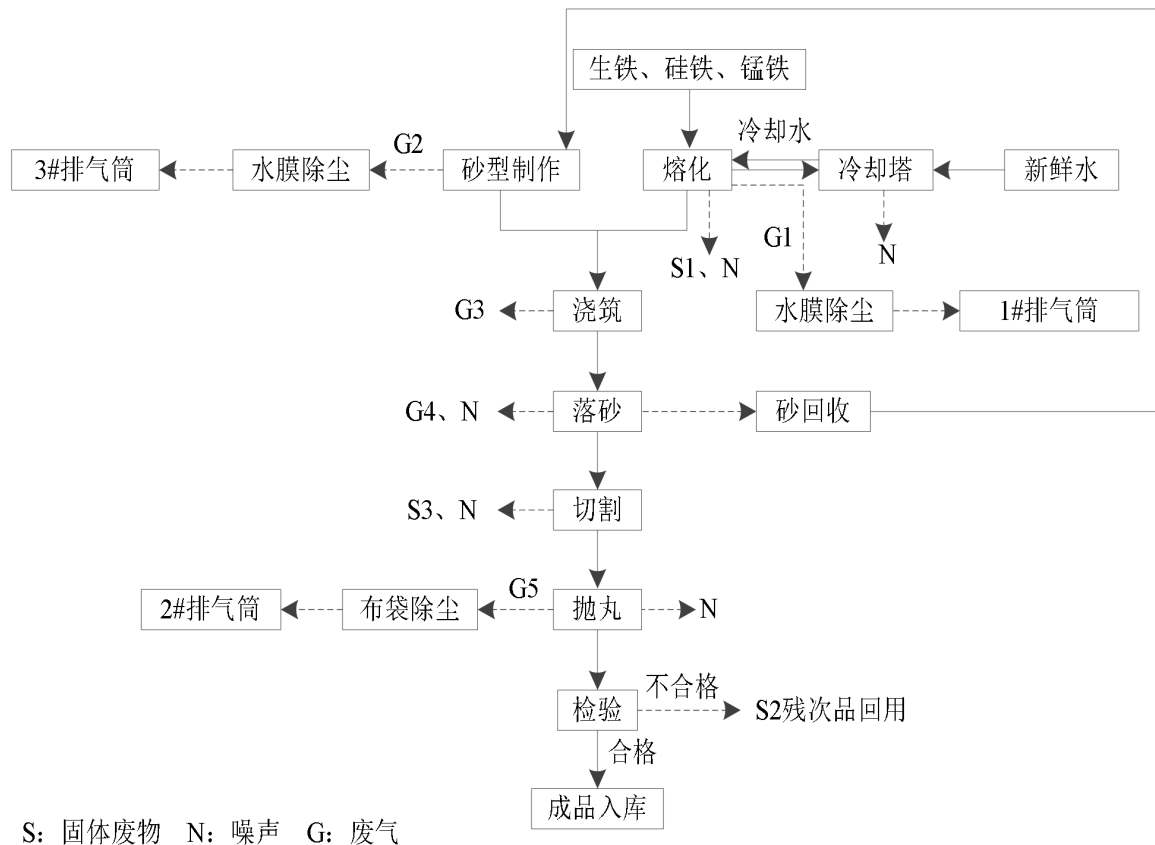 生铁、硅铁、锰铁
冷却水
G2
3#排气筒
水膜除尘
砂型制作
熔化
冷却塔
新鲜水
G1
N
S1、N
G3
浇筑
水膜除尘
1#排气筒
G4、N
落砂
砂回收
S3、N
切割
G5
2#排气筒
布袋除尘
抛丸
N
不合格
检验
S2残次品回用
合格
成品入库
S：固体废物 N：噪声 G：废气